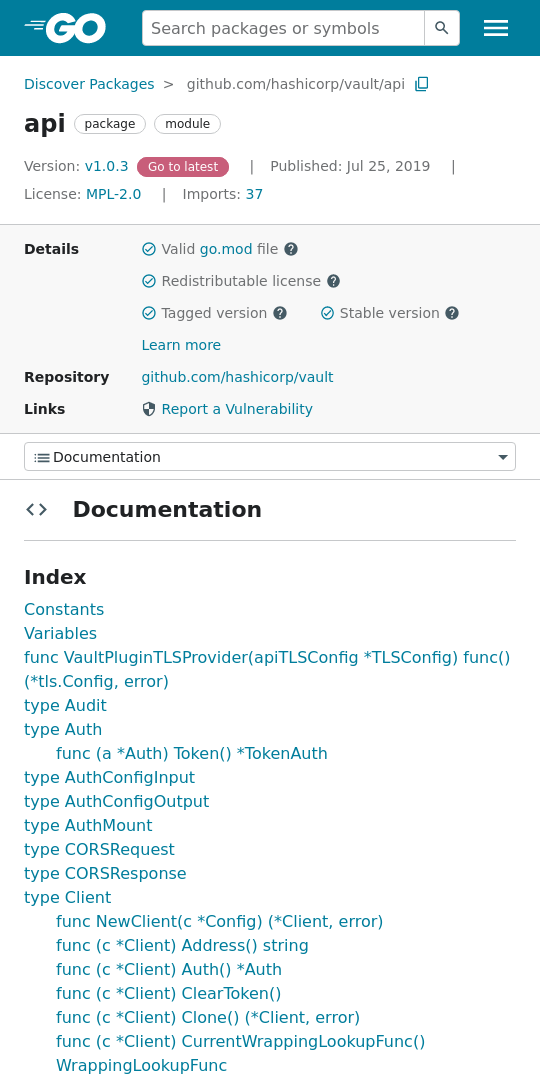 GO
Search packages or symbols
Discover Packages > github.com/hashicorp/vault/api
api package module
Version: v1.0.3 Go to latest | Published: Jul 25, 2019 |
License: MPL-2.0 | Imports: 37
Details Valid go.mod file ?
Redistributable license ?
Tagged version ? Stable version ?
Learn more
Repository github.com/hashicorp/vault
Links Report a Vulnerability
Documentation
<> Documentation
Index
Constants
Variables
func VaultPluginTLSProvider(apiTLSConfig *TLSConfig) func()
(*tls.Config, error)
type Audit
type Auth
func (a *Auth) Token() *TokenAuth
type AuthConfigInput
type AuthConfigOutput
type AuthMount
type CORSRequest
type CORSResponse
type Client
func NewClient(c *Config) (*Client, error)
func (c *Client) Address() string
func (c *Client) Auth() *Auth
func (c *Client) ClearToken()
func (c *Client) Clone() (*Client, error)
func (c *Client) CurrentWrappingLookupFunc()
WrappingLookupFunc